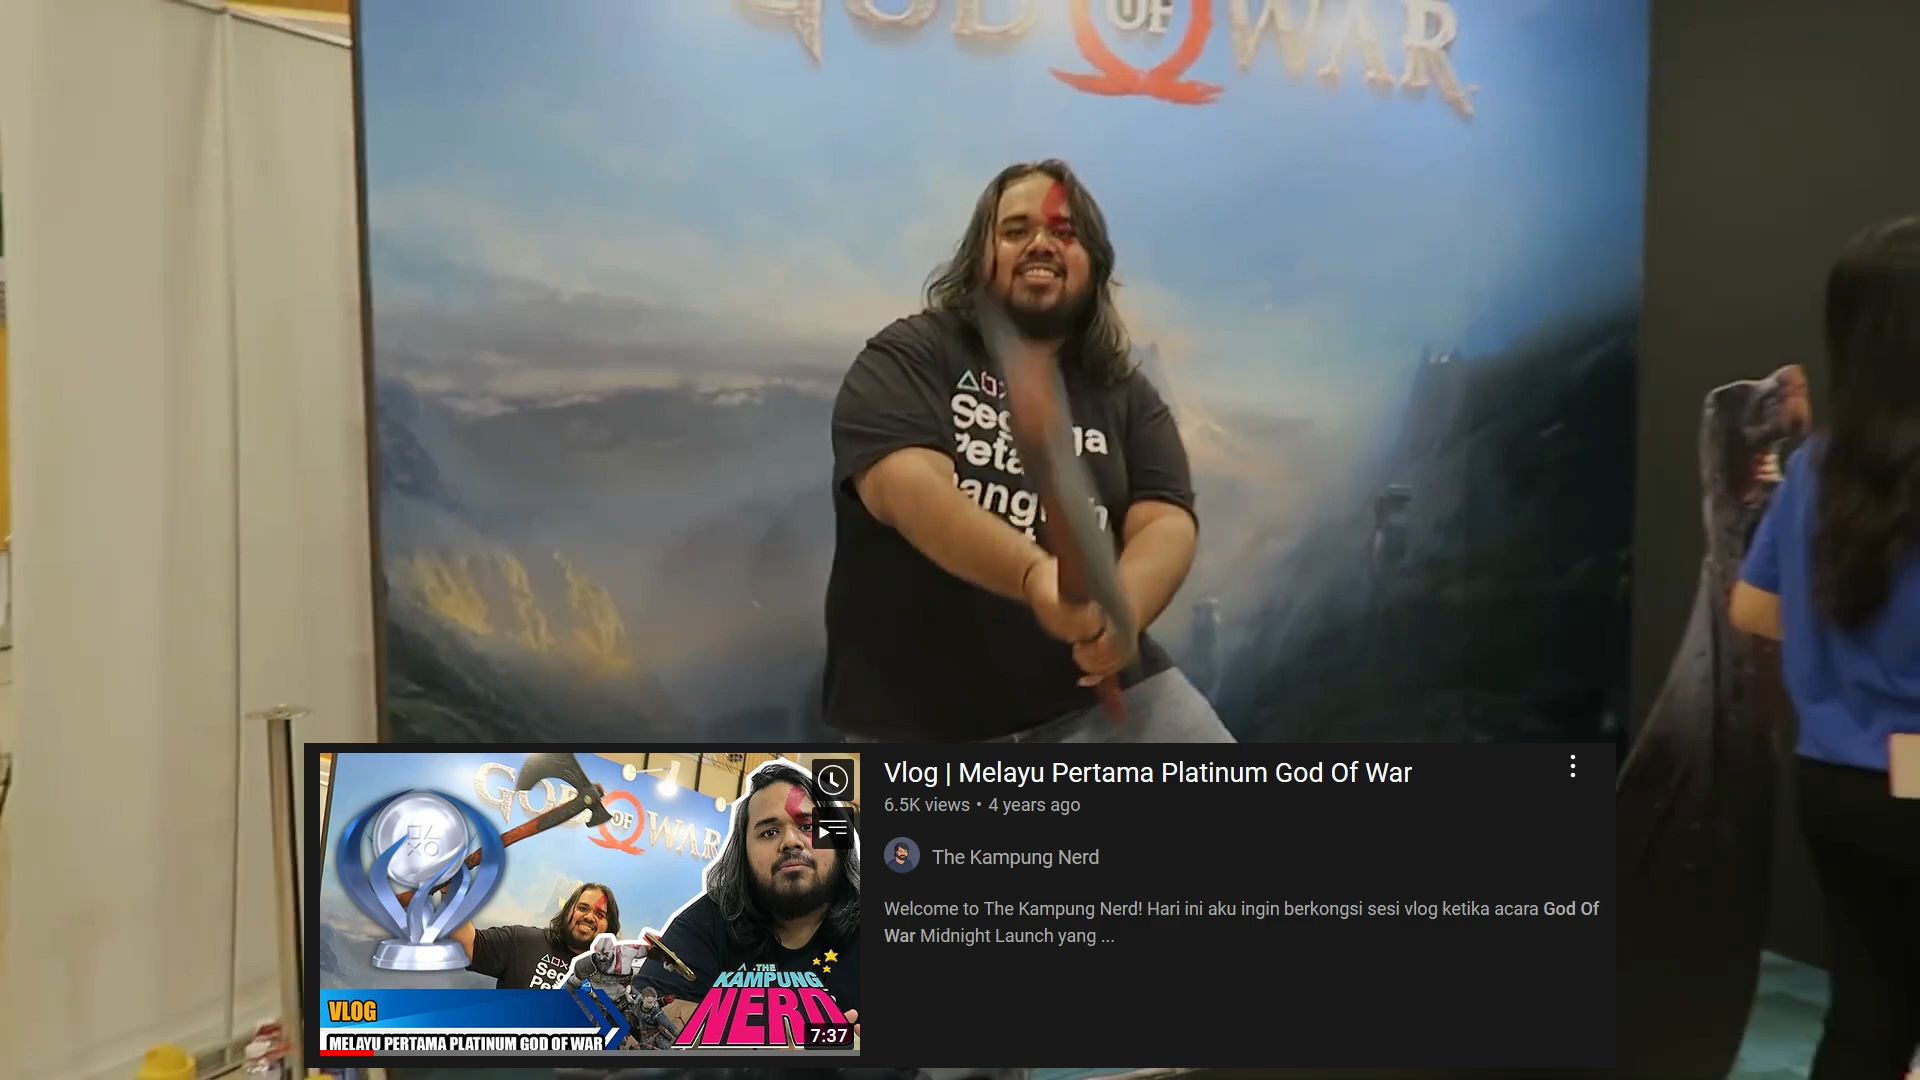 GOD OF WAR
Vlog | Melayu Pertama Platinum God Of War
6.5K views • 4 years ago
The Kampung Nerd
Welcome to The Kampung Nerd! Hari ini aku ingin berkongsi sesi vlog ketika acara God Of
War Midnight Launch yang ...
GOD OF WAR
THE
KAMPUNG
NERD
VLOG
MELAYU PERTAMA PLATINUM GOD OF WAR
7:37